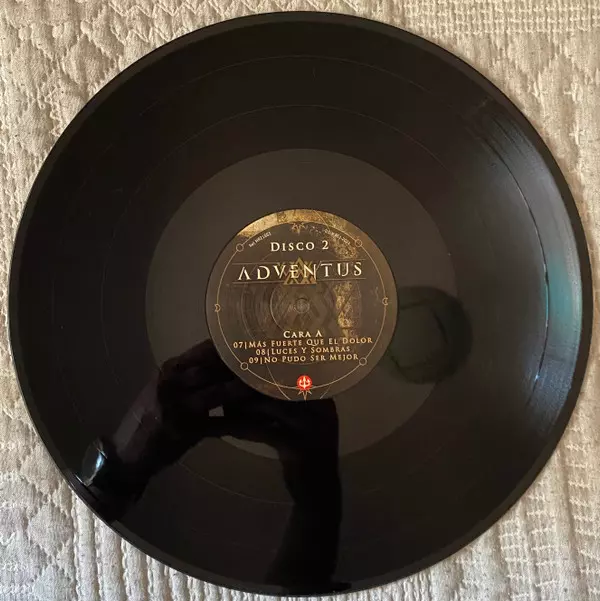 Disco 2
ADVENTUS
Cara A
07|Más Fuerte Que El Dolor
08|Luces y Sombras
09|No Pudo Ser Mejor